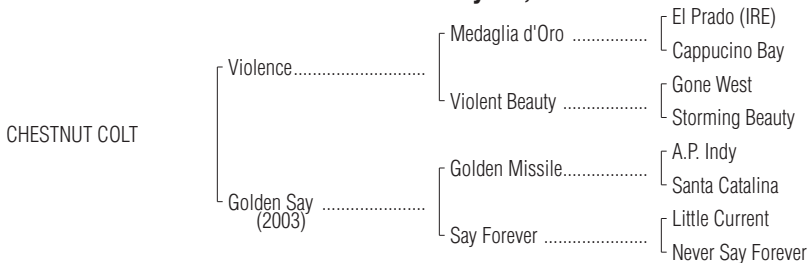 El Prado (IRE)
Medaglia d'Oro ..................
Cappucino Bay
Violence............................
Gone West
Violent Beauty ....................
Storming Beauty
CHESTNUT COLT
A.P. Indy
Golden Missile....................
Santa Catalina
Golden Say ......................
(2003)
Little Current
Say Forever ........................
Never Say Forever